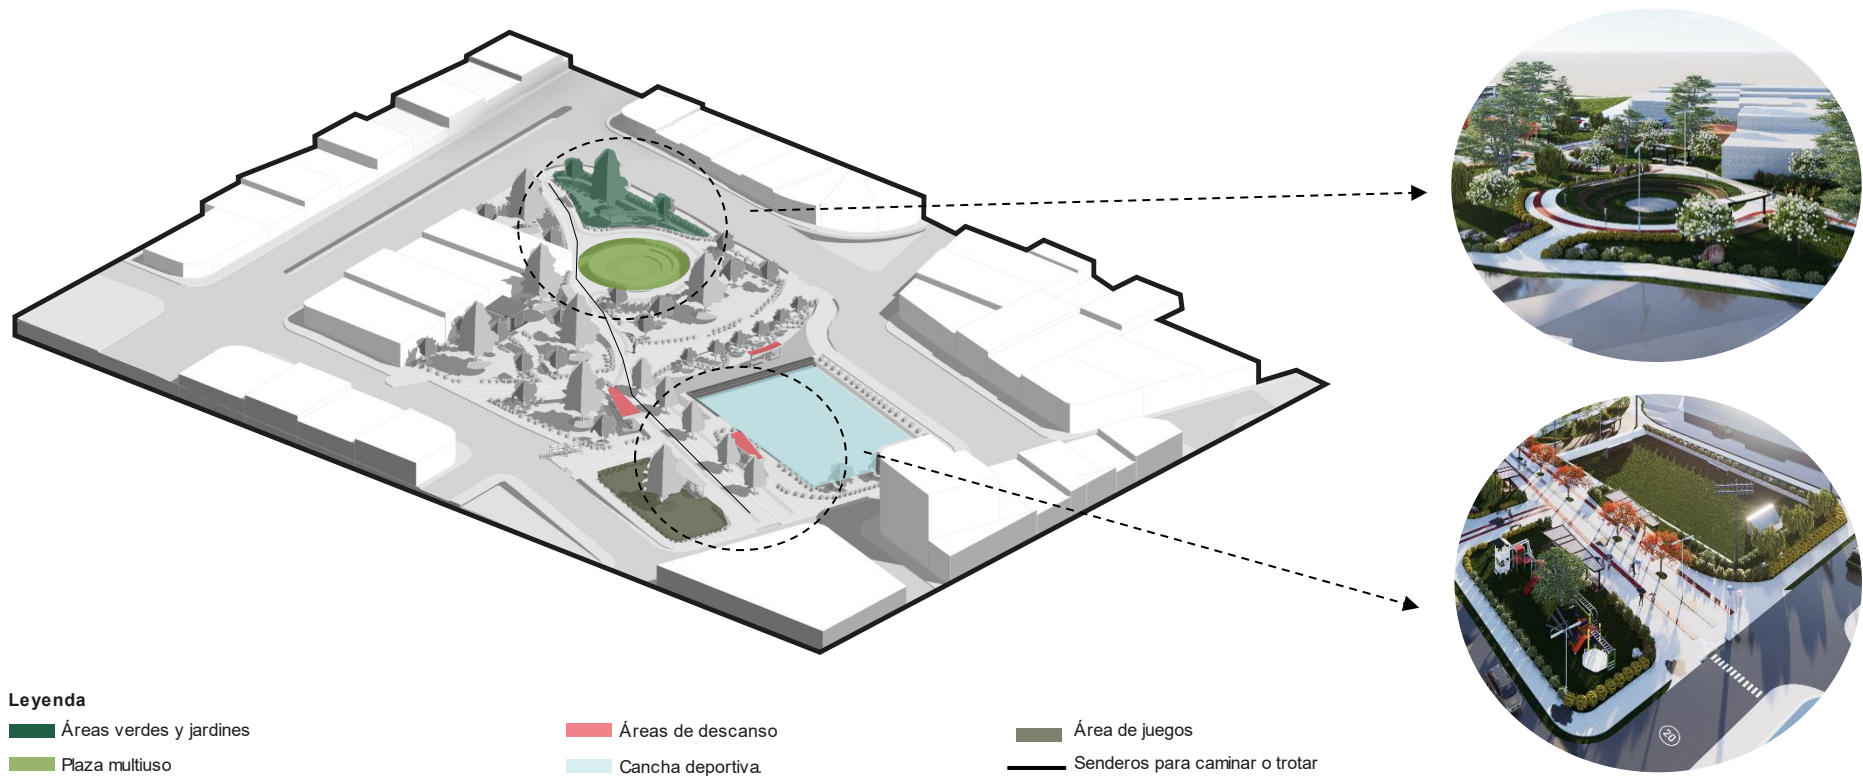 Leyenda
Áreas verdes y jardines
Plaza multiuso
Áreas de descanso
Cancha deportiva.
Área de juegos
Senderos para caminar o trotar
20